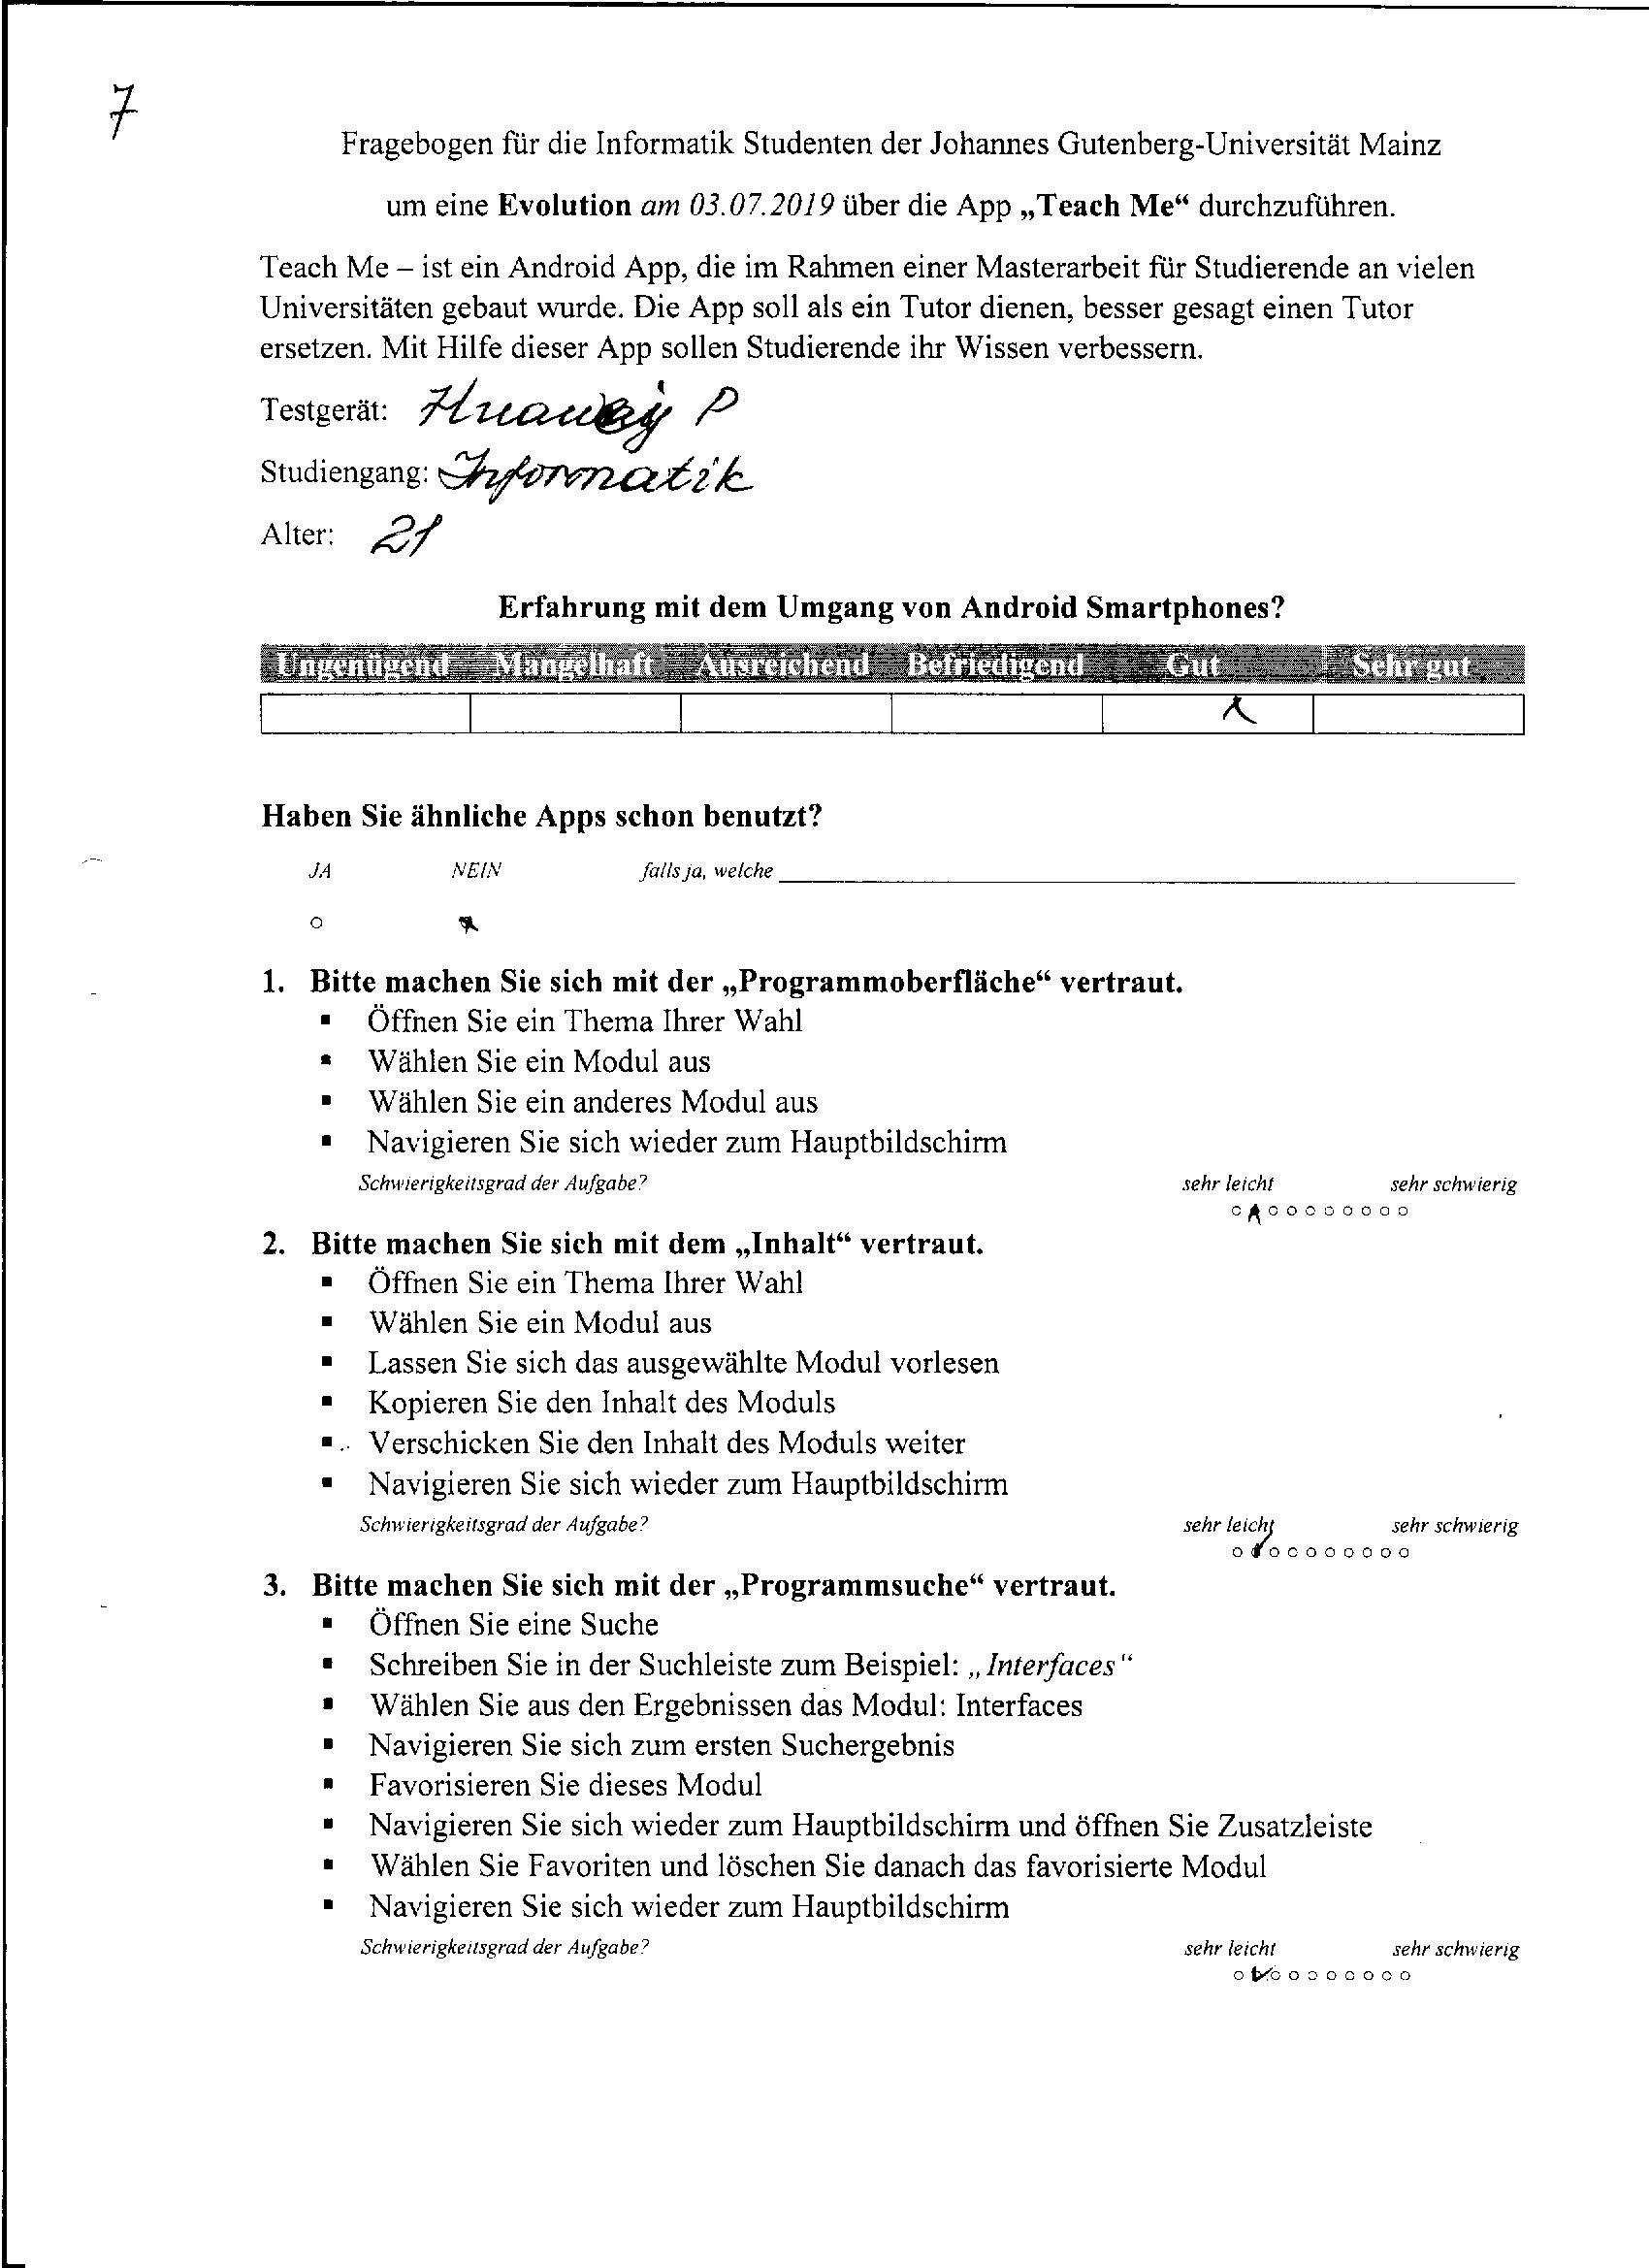 7
Fragebogen für die Informatik Studenten der Johannes Gutenberg-Universität Mainz
um eine Evolution am 03.07.2019 über die App „Teach Me“ durchzuführen.
Teach Me – ist ein Android App, die im Rahmen einer Masterarbeit für Studierende an vielen
Universitäten gebaut wurde. Die App soll als ein Tutor dienen, besser gesagt einen Tutor
ersetzen. Mit Hilfe dieser App sollen Studierende ihr Wissen verbessern.
Testgerät: Huawej P
Studiengang: Informatik
Alter: 21
Erfahrung mit dem Umgang von Android Smartphones?
Ungenügend Mangelhaft Ausreichend Befriedigend Gut Sehr gut
Haben Sie ähnliche Apps schon benutzt?
JA NEIN falls ja, welche
1. Bitte machen Sie sich mit der „Programmoberfläche“ vertraut.
▪ Öffnen Sie ein Thema Ihrer Wahl
▪ Wählen Sie ein Modul aus
▪ Wählen Sie ein anderes Modul aus
▪ Navigieren Sie sich wieder zum Hauptbildschirm
Schwierigkeitsgrad der Aufgabe? sehr leicht sehr schwierig
2. Bitte machen Sie sich mit dem „Inhalt“ vertraut.
▪ Öffnen Sie ein Thema Ihrer Wahl
▪ Wählen Sie ein Modul aus
▪ Lassen Sie sich das ausgewählte Modul vorlesen
▪ Kopieren Sie den Inhalt des Moduls
▪ Verschicken Sie den Inhalt des Moduls weiter
▪ Navigieren Sie sich wieder zum Hauptbildschirm
Schwierigkeitsgrad der Aufgabe? sehr leicht sehr schwierig
3. Bitte machen Sie sich mit der „Programmsuche“ vertraut.
▪ Öffnen Sie eine Suche
▪ Schreiben Sie in der Suchleiste zum Beispiel: „Interfaces“
▪ Wählen Sie aus den Ergebnissen das Modul: Interfaces
▪ Navigieren Sie sich zum ersten Suchergebnis
▪ Favorisieren Sie dieses Modul
▪ Navigieren Sie sich wieder zum Hauptbildschirm und öffnen Sie Zusatzleiste
▪ Wählen Sie Favoriten und löschen Sie danach das favorisierte Modul
▪ Navigieren Sie sich wieder zum Hauptbildschirm
Schwierigkeitsgrad der Aufgabe? sehr leicht sehr schwierig